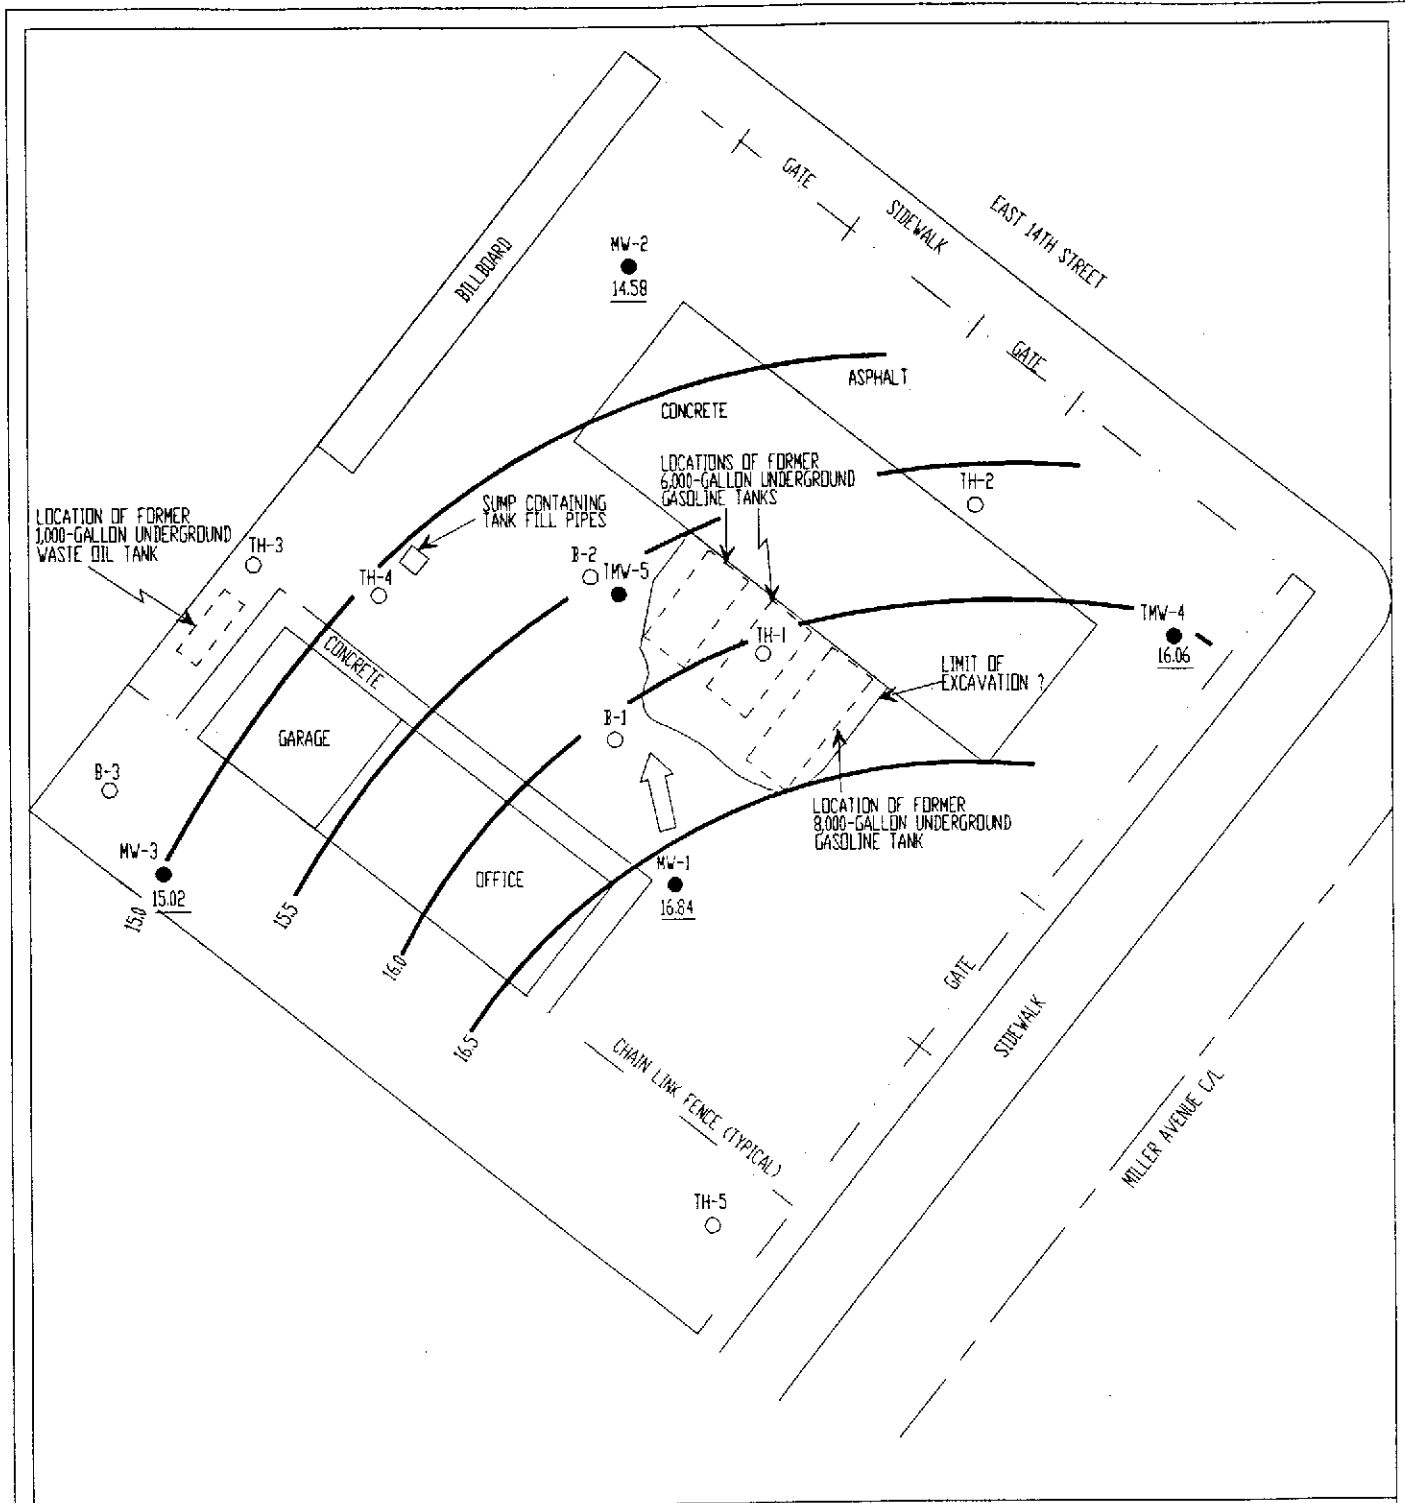 GATE
SIDEWALK
EAST 14TH STREET
BILLBOARD
MW-2
14.58
GATE
ASPHALT
CONCRETE
LOCATIONS OF FORMER
6,000-GALLON UNDERGROUND
GASOLINE TANKS
TH-2
SUMP CONTAINING
TANK FILL PIPES
LOCATION OF FORMER
1,000-GALLON UNDERGROUND
WASTE OIL TANK
TH-3
TH-4
B-2
TMW-5
TH-1
TMW-4
16.06
CONCRETE
LIMIT OF
EXCAVATION ?
B-1
GARAGE
B-3
LOCATION OF FORMER
8,000-GALLON UNDERGROUND
GASOLINE TANK
MW-3
15.02
15.0
15.5
OFFICE
MW-1
16.84
16.0
16.5
GATE
SIDEWALK
CHAIN LINK FENCE (TYPICAL)
MILLER AVENUE C/L
TH-5